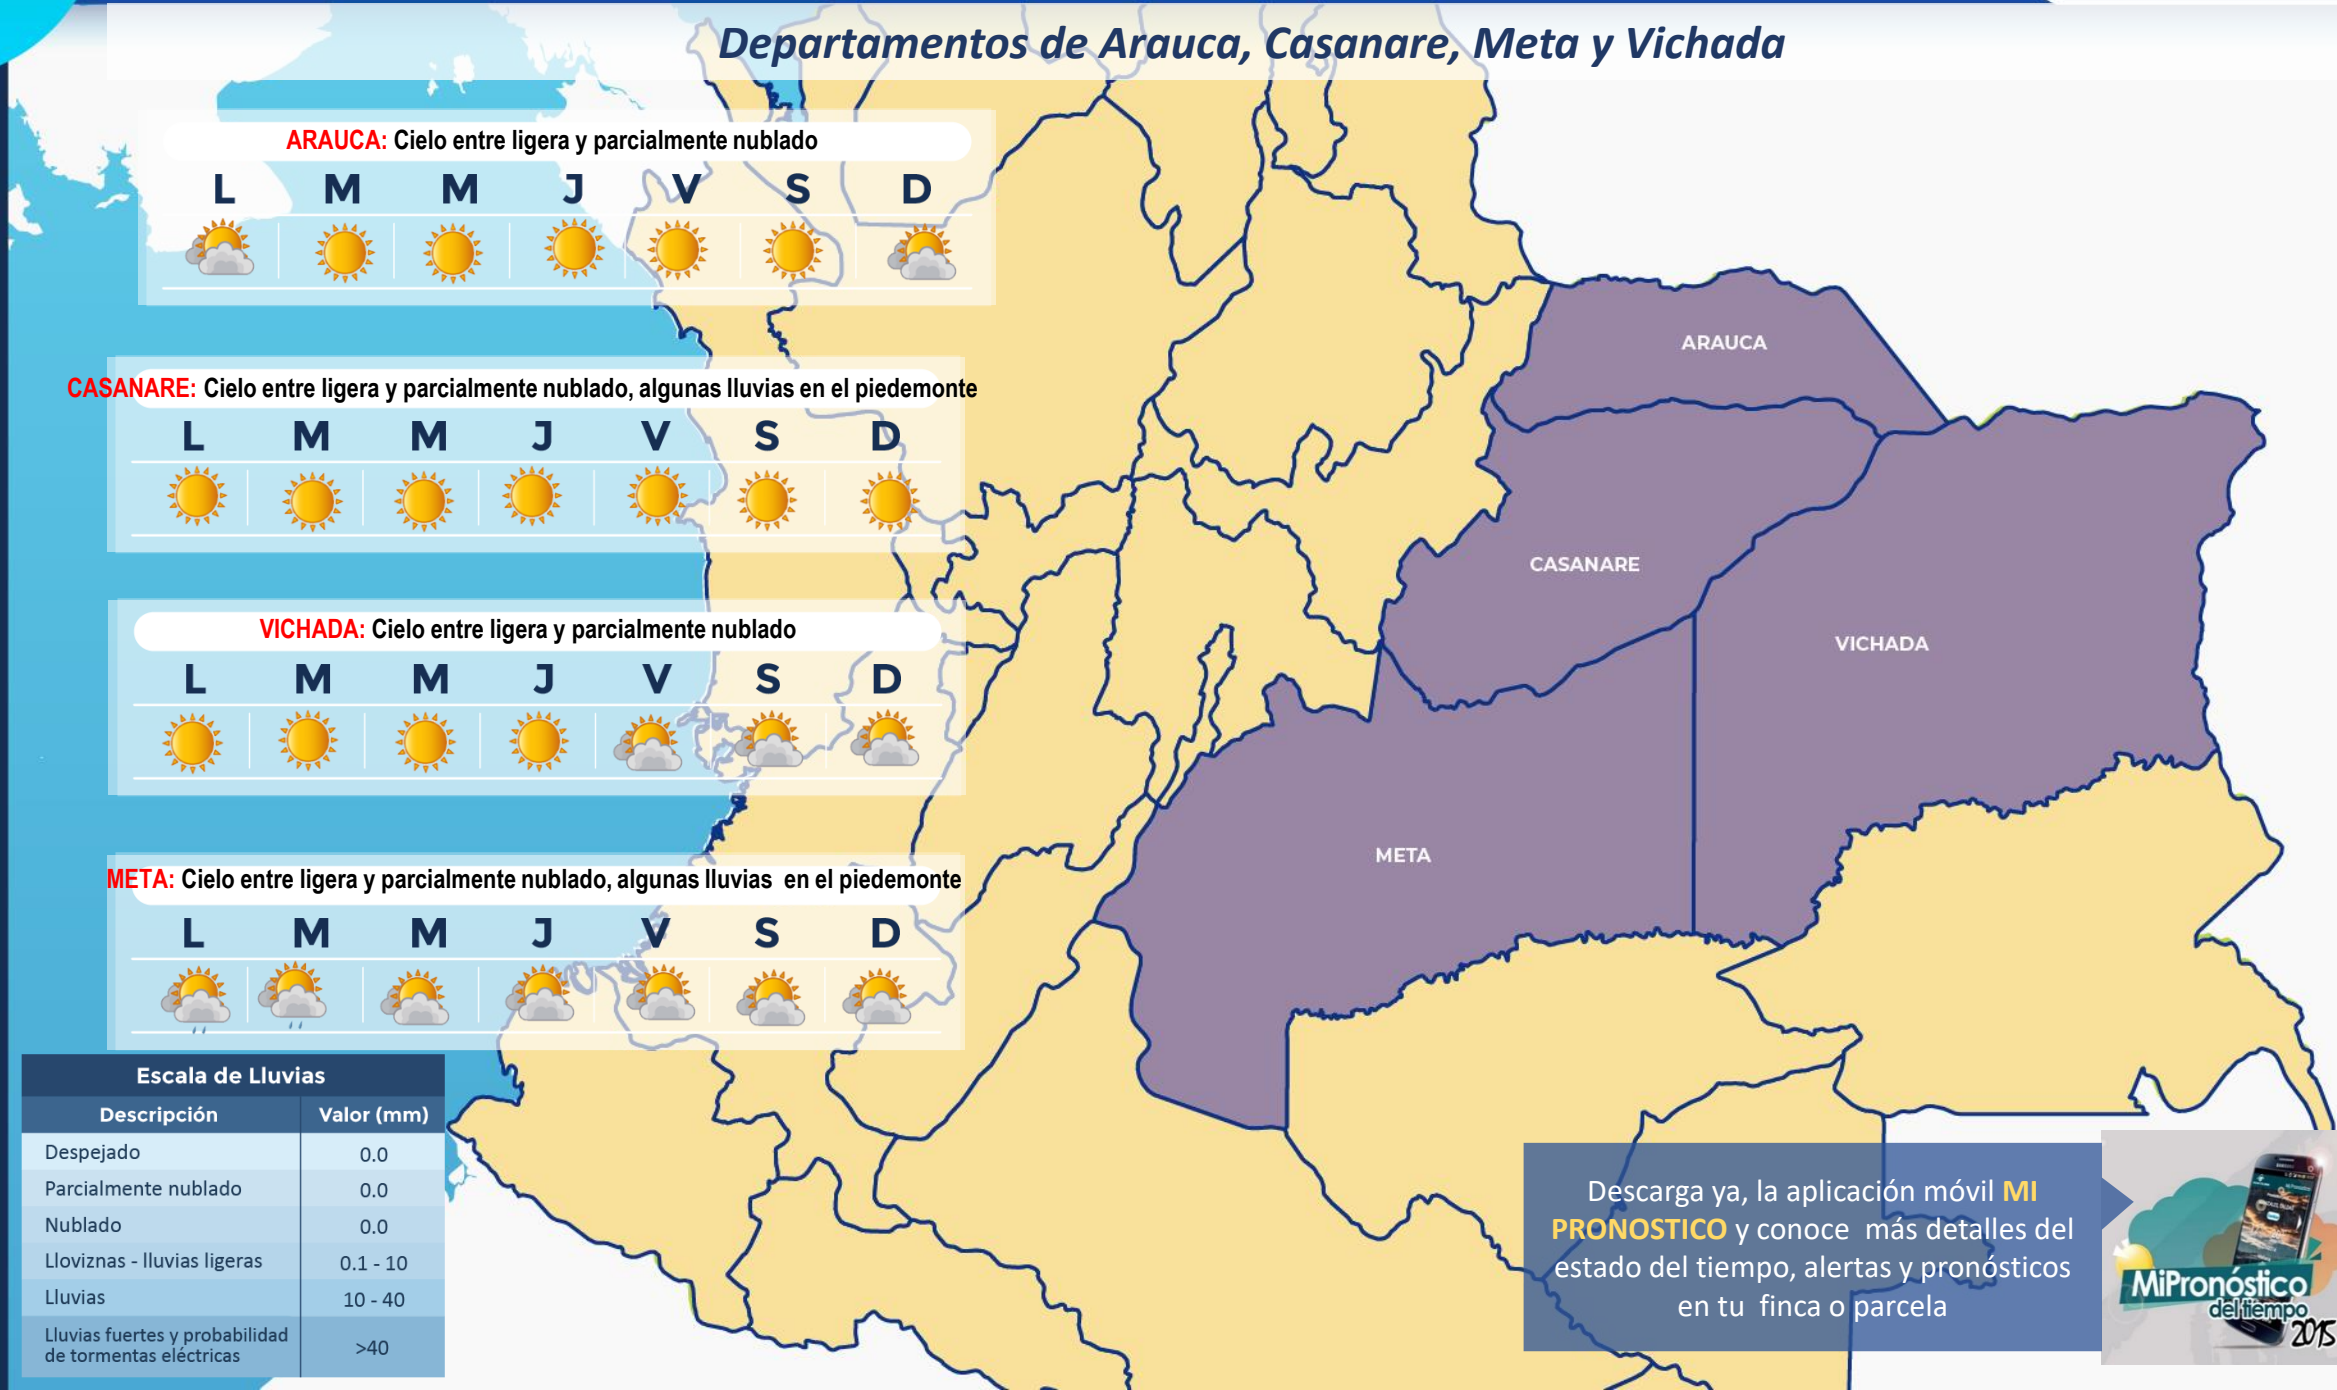 Departamentos de Arauca, Casanare, Meta y Vichada
ARAUCA: Cielo entre ligera y parcialmente nublado
L M M J V S D
CASANARE: Cielo entre ligera y parcialmente nublado, algunas lluvias en el piedemonte
L M M J V S D
VICHADA: Cielo entre ligera y parcialmente nublado
L M M J V S D
META: Cielo entre ligera y parcialmente nublado, algunas lluvias en el piedemonte
L M M J V S D
ARAUCA
CASANARE
VICHADA
META
Escala de Lluvias
Descripción Valor (mm)
Despejado 0.0
Parcialmente nublado 0.0
Nublado 0.0
Lloviznas - lluvias ligeras 0.1 - 10
Lluvias 10 - 40
Lluvias fuertes y probabilidad
de tormentas eléctricas >40
Descarga ya, la aplicación móvil MI
PRONOSTICO y conoce más detalles del
estado del tiempo, alertas y pronósticos
en tu finca o parcela
MiPronóstico
del tiempo
2015